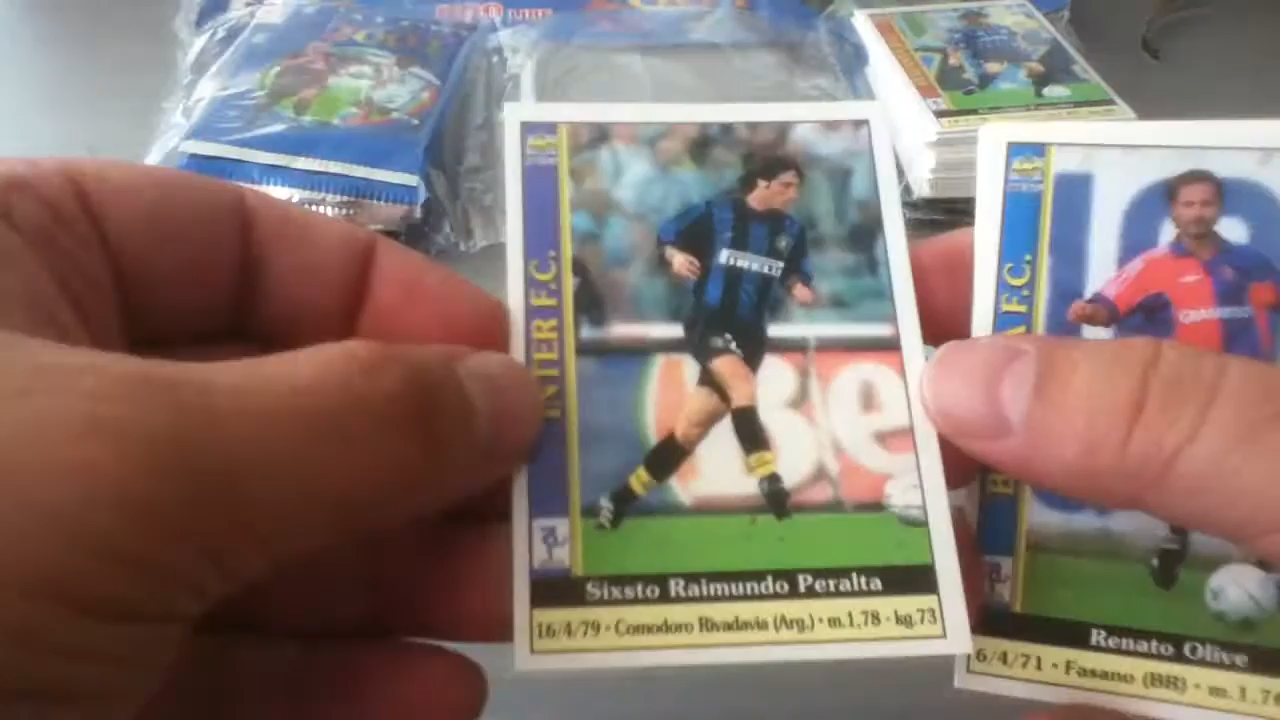 INTER F.C.
PIRELLI
Be
Sixsto Raimundo Peralta
16/4/79 • Comodoro Rivadavia (Arg.) • m.1,78 - kg.73
A F.C.
Renato Olive
6/4/71 • Fasano (BR) • m.1,7